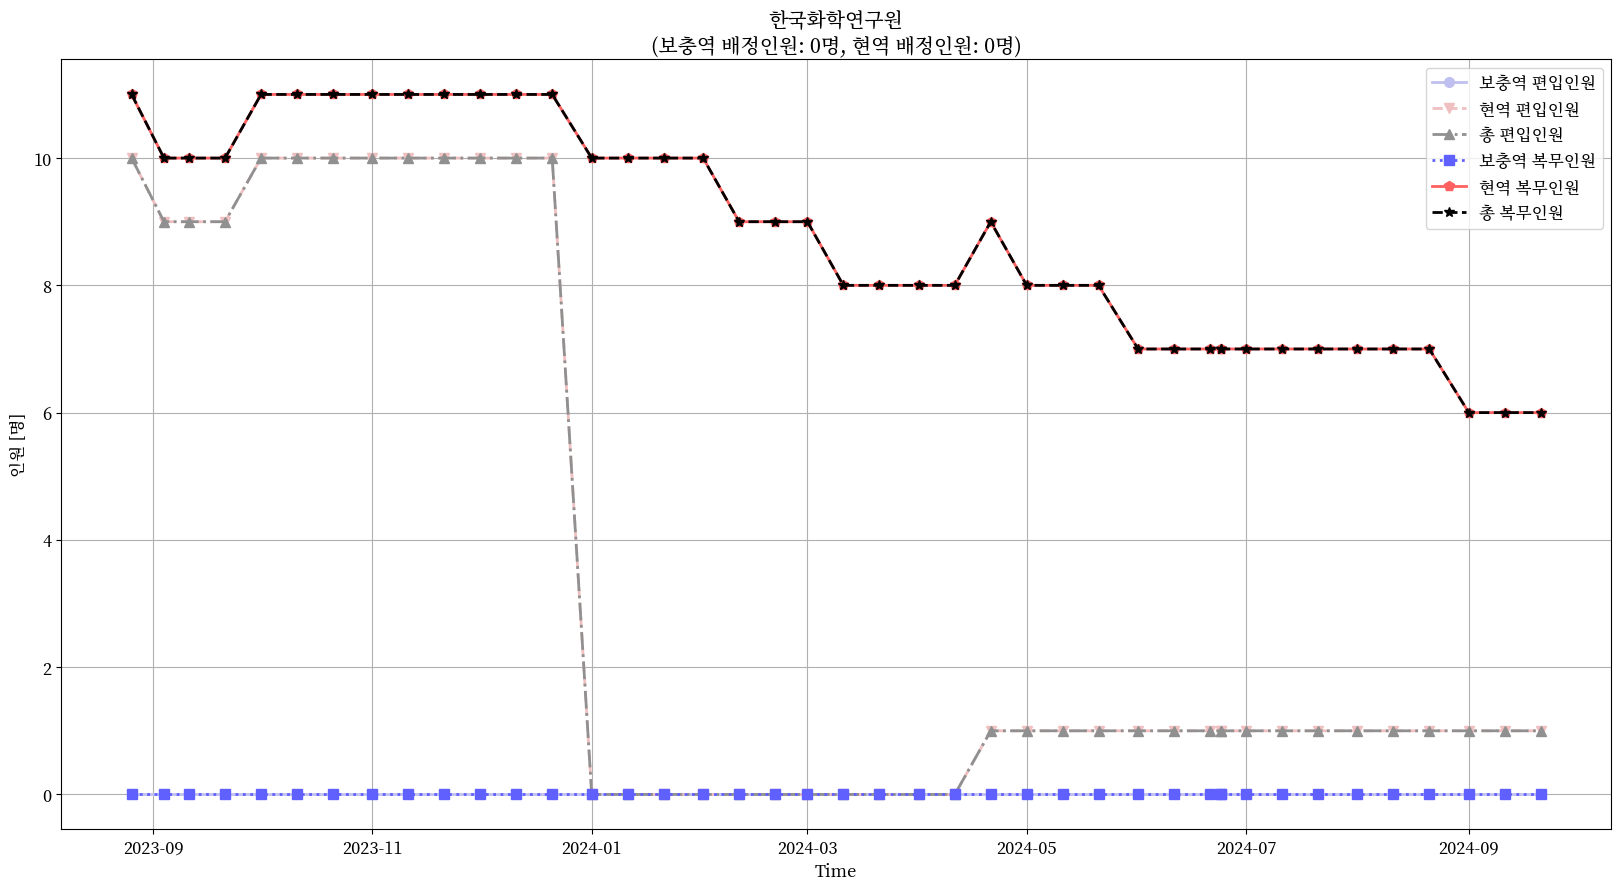 한국화학연구원
(보충역 배정인원: 0명, 현역 배정인원: 0명)
보충역 편입인원
현역 편입인원
총 편입인원
보충역 복무인원
현역 복무인원
총 복무인원
인원 [명]
10
8
6
4
2
0
2023-09 2023-11 2024-01 2024-03 2024-05 2024-07 2024-09
Time